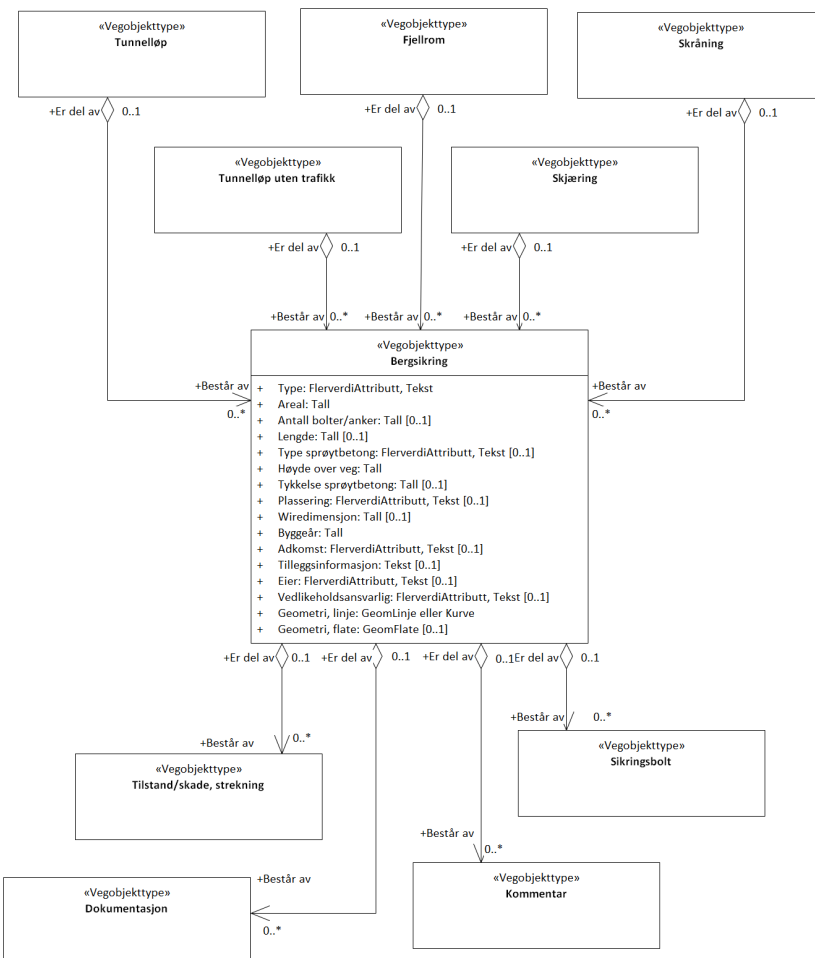 «Vegobjekttype»
Tunnelløp
«Vegobjekttype»
Fjellrom
«Vegobjekttype»
Skråning
+Er del av 0..1
+Er del av 0..1
+Er del av 0..1
«Vegobjekttype»
Tunnelløp uten trafikk
«Vegobjekttype»
Skjæring
+Er del av 0..1
+Er del av 0..1
+Består av 0..*
+Består av 0..*
+Består av 0..*
«Vegobjekttype»
Bergsikring
+Består av
0..*
+Består av
0..*
+ Type: FlerverdiAttributt, Tekst
+ Areal: Tall
+ Antall bolter/anker: Tall [0..1]
+ Lengde: Tall [0..1]
+ Type sprøytbetong: FlerverdiAttributt, Tekst [0..1]
+ Høyde over veg: Tall
+ Tykkelse sprøytbetong: Tall [0..1]
+ Plassering: FlerverdiAttributt, Tekst [0..1]
+ Wiredimensjon: Tall [0..1]
+ Byggeår: Tall
+ Adkomst: FlerverdiAttributt, Tekst [0..1]
+ Tilleggsinformasjon: Tekst [0..1]
+ Eier: FlerverdiAttributt, Tekst [0..1]
+ Vedlikeholdsansvarlig: FlerverdiAttributt, Tekst [0..1]
+ Geometri, linje: GeomLinje eller Kurve
+ Geometri, flate: GeomFlate [0..1]
+Er del av 0..1
+Er del av 0..1
+Er del av 0..1
Er del av 0..1
+Består av 0..*
+Består av 0..*
«Vegobjekttype»
Tilstand/skade, strekning
«Vegobjekttype»
Sikringsbolt
+Består av
0..*
+Består av
0..*
«Vegobjekttype»
Dokumentasjon
«Vegobjekttype»
Kommentar